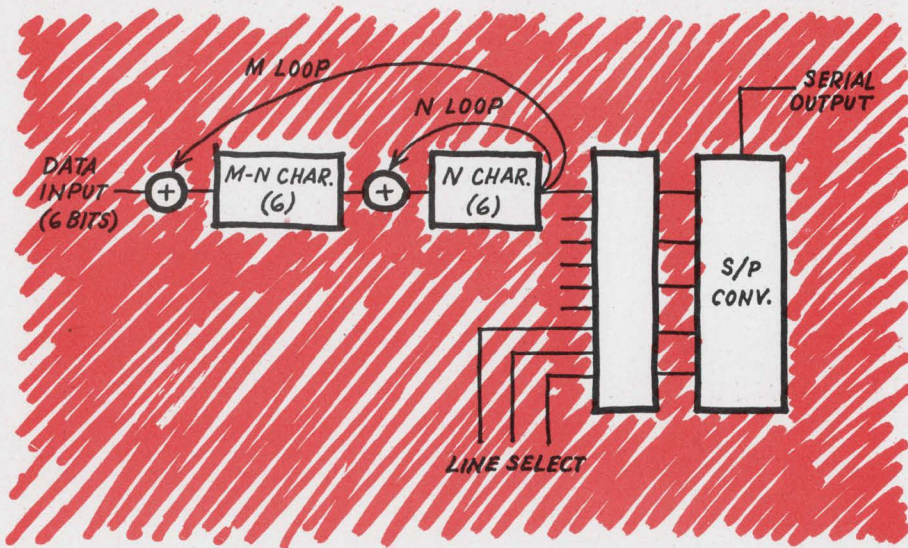 M LOOP
N LOOP
SERIAL
OUTPUT
DATA
INPUT
(6 BITS)
+
M-N CHAR.
(6)
+
N CHAR.
(6)
S/P
CONV.
LINE SELECT